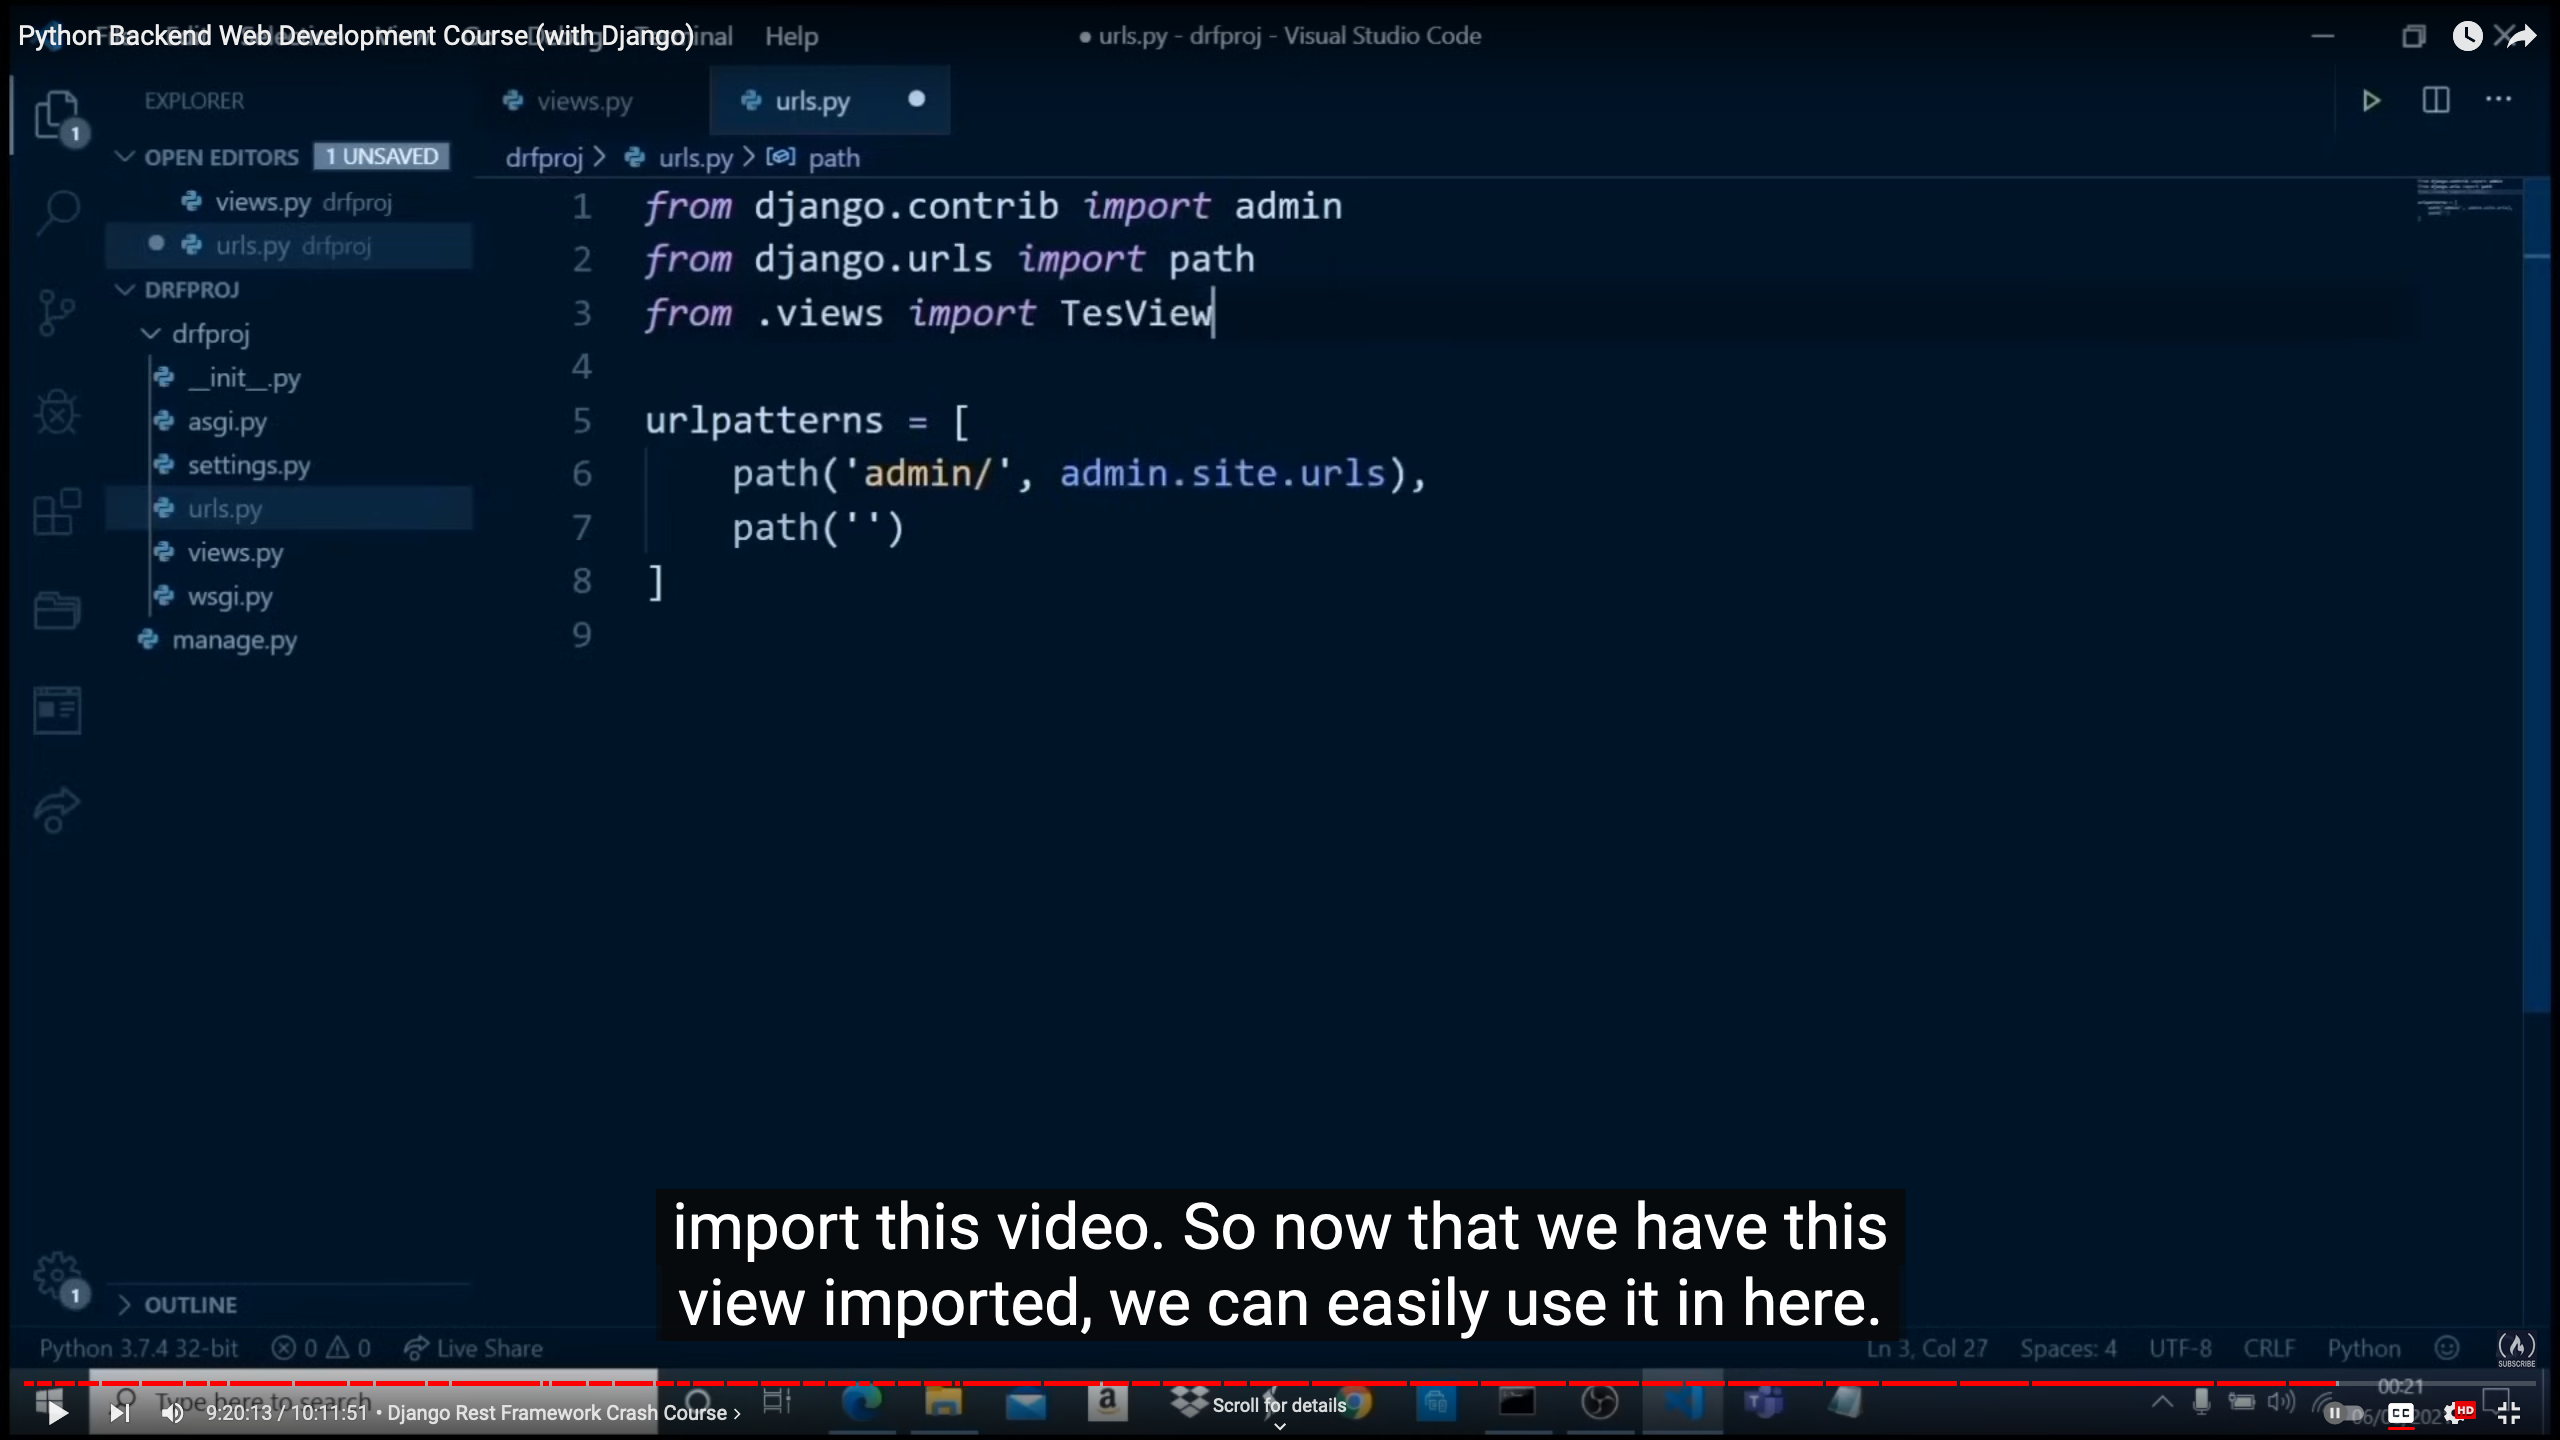 Python Backend Web Development Course (with Django)
Help
● urls.py - drfproj - Visual Studio Code
EXPLORER
views.py
urls.py
1
OPEN EDITORS
1 UNSAVED
drfproj > urls.py > path
views.py drfproj
urls.py drfproj
DRFPROJ
drfproj
__init__.py
asgi.py
settings.py
urls.py
views.py
wsgi.py
manage.py
1 from django.contrib import admin
2 from django.urls import path
3 from .views import TesView
4
5 urlpatterns = [
6 path('admin/', admin.site.urls),
7 path('')
8 ]
9
import this video. So now that we have this
view imported, we can easily use it in here.
1
OUTLINE
Python 3.7.4 32-bit
0
0
Live Share
Ln 3, Col 27
Spaces: 4
UTF-8
CRLF
Python
SUBSCRIBE
Type here to search
00:21
9:20:13 / 10:11:51 • Django Rest Framework Crash Course >
Scroll for details
CC
HD